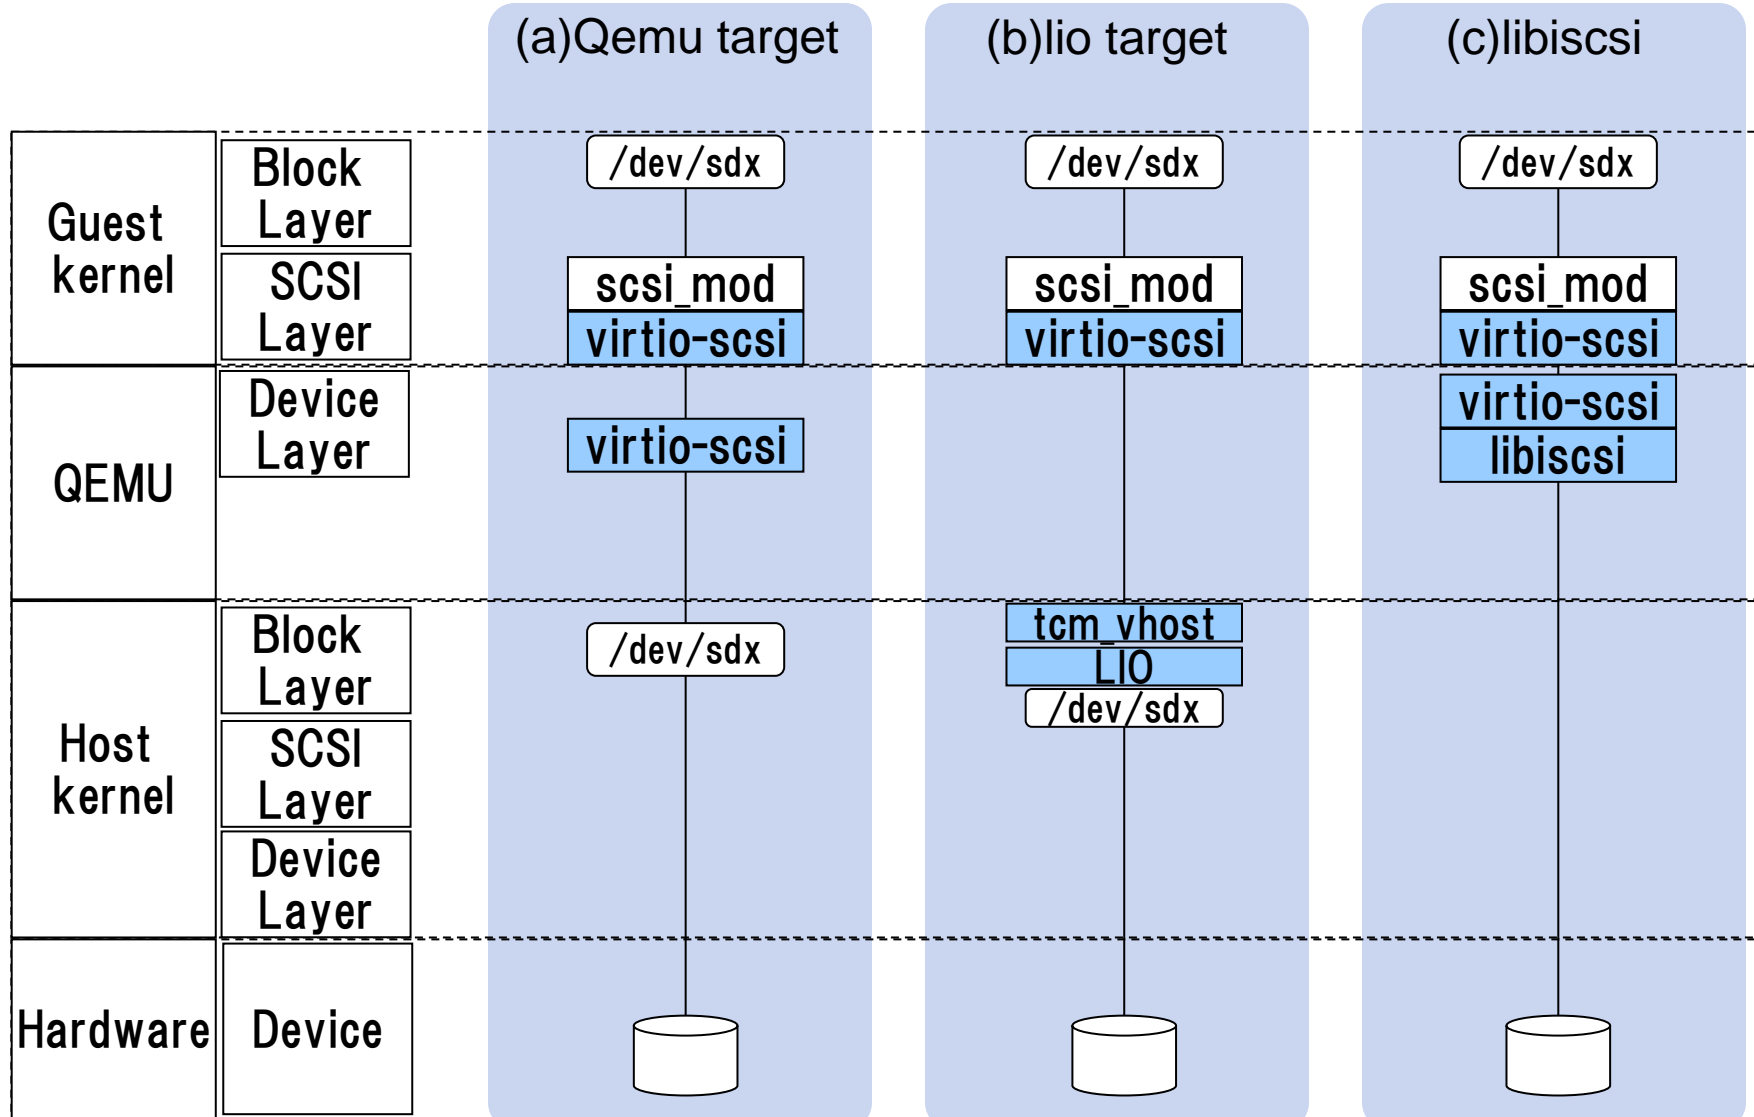 (a)Qemu target
(b)lio target
(c)libiscsi
Guest
kernel
Block
Layer
SCSI
Layer
/dev/sdx
scsi_mod
virtio-scsi
/dev/sdx
scsi_mod
virtio-scsi
/dev/sdx
scsi_mod
virtio-scsi
QEMU
Device
Layer
virtio-scsi
virtio-scsi
libiscsi
Host
kernel
Block
Layer
SCSI
Layer
Device
Layer
/dev/sdx
tcm_vhost
LIO
/dev/sdx
Hardware
Device